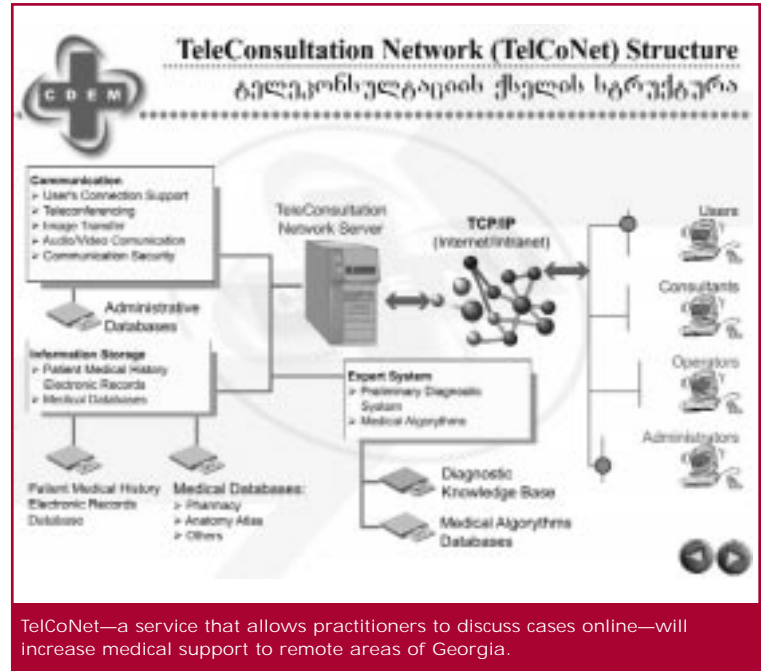 TeleConsultation Network (TelCoNet) Structure
ტელეკონსულტაციის ქსელის სტრუქტურა
CDEM
Communication
➢ User's Connection Support
➢ Teleconferencing
➢ Image Transfer
➢ Audio/Video Comunication
➢ Communication Security
Administrative
Databases
Information Storage
➢ Patient Medical History
Electronic Records
➢ Medical Databases
Patient Medical History
Electronic Records
Database
Medical Databases:
➢ Pharmacy
➢ Anatomy Atlas
➢ Others
TeleConsultation
Network Server
TCP/IP
(Internet/Intranet)
Expert System
➢ Preliminary Diagnostic
System
➢ Medical Algorythms
Diagnostic
Knowledge Base
Medical Algorythms
Databases
Users
Consultants
Operators
Administrators
TelCoNet—a service that allows practitioners to discuss cases online—will
increase medical support to remote areas of Georgia.